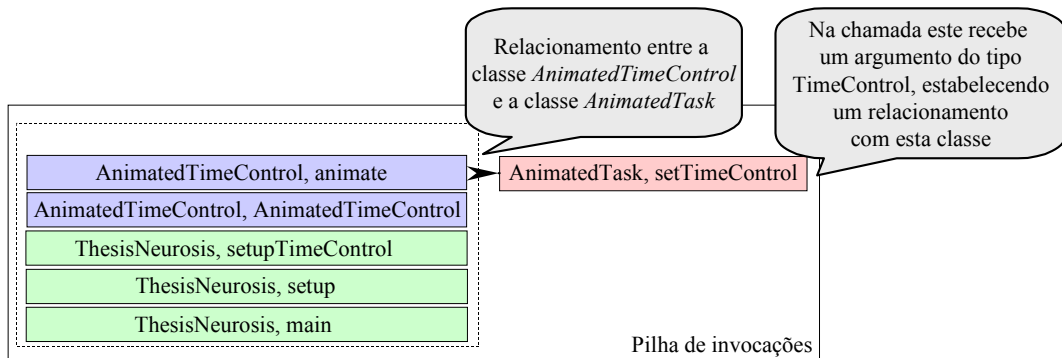 Relacionamento entre a
classe AnimatedTimeControl
e a classe AnimatedTask
Na chamada este recebe
um argumento do tipo
TimeControl, estabelecendo
um relacionamento
com esta classe
AnimatedTimeControl, animate
AnimatedTask, setTimeControl
AnimatedTimeControl, AnimatedTimeControl
ThesisNeurosis, setupTimeControl
ThesisNeurosis, setup
ThesisNeurosis, main
Pilha de invocações